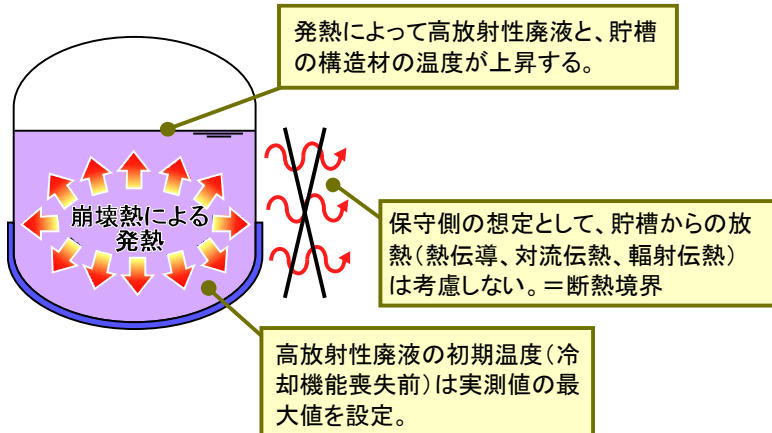 発熱によって高放射性廃液と、貯槽
の構造材の温度が上昇する。
崩壊熱による
発熱
保守側の想定として、貯槽からの放
熱（熱伝導、対流伝熱、輻射伝熱）
は考慮しない。＝断熱境界
高放射性廃液の初期温度（冷
却機能喪失前）は実測値の最
大値を設定。